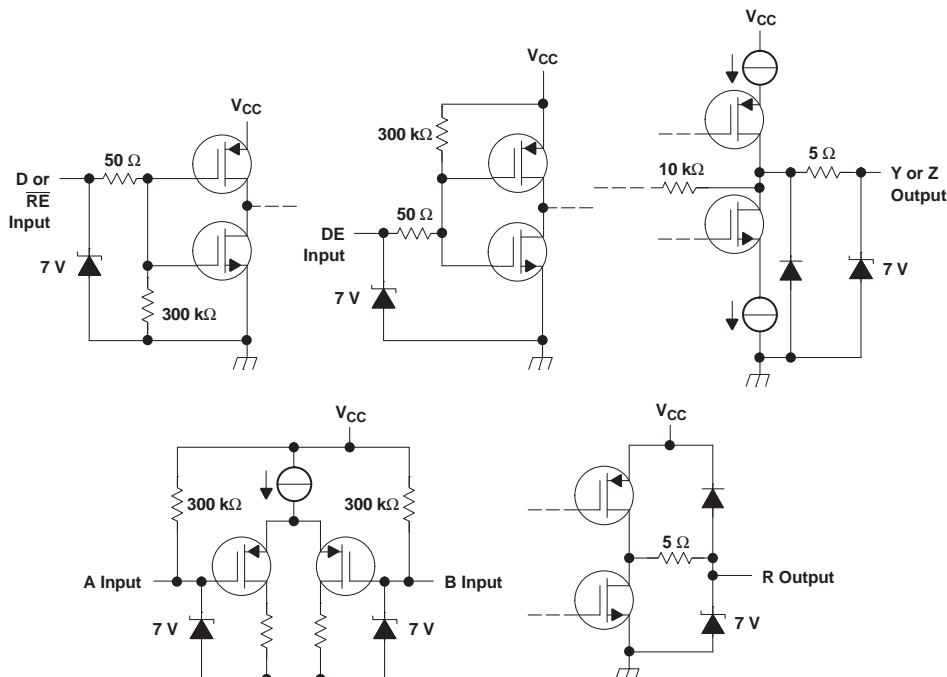 VCC
50 Ω
D or
RE
Input
7 V
300 kΩ
VCC
300 kΩ
50 Ω
DE
Input
7 V
VCC
10 kΩ
5 Ω
Y or Z
Output
7 V
VCC
300 kΩ
300 kΩ
A Input
B Input
7 V
7 V
VCC
5 Ω
R Output
7 V